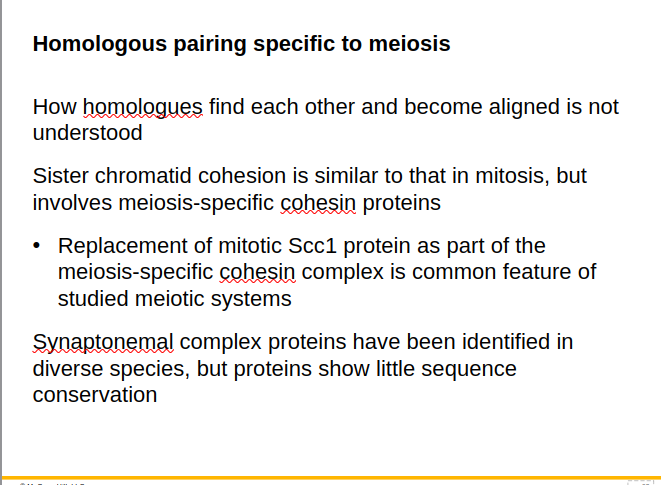 Homologous pairing specific to meiosis
How homologues find each other and become aligned is not
understood
Sister chromatid cohesion is similar to that in mitosis, but
involves meiosis-specific cohesin proteins
• Replacement of mitotic Scc1 protein as part of the
meiosis-specific cohesin complex is common feature of
studied meiotic systems
Synaptonemal complex proteins have been identified in
diverse species, but proteins show little sequence
conservation